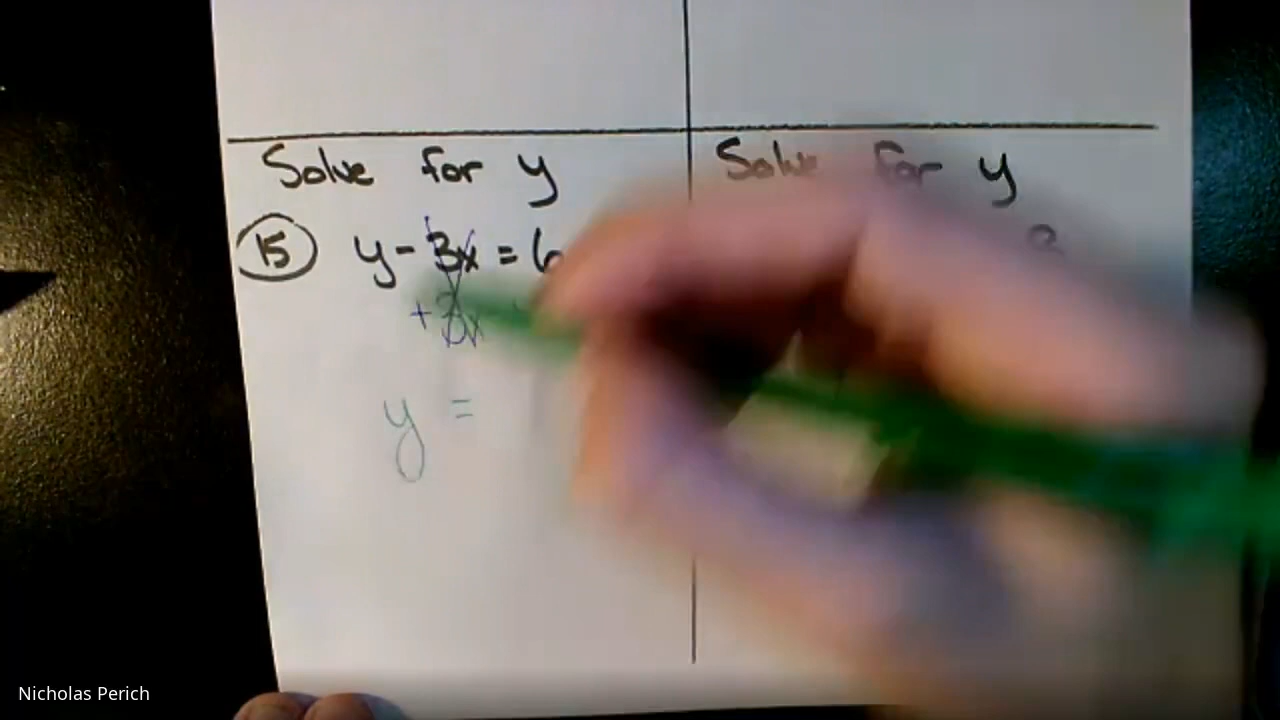 Solve for y
15 y - 3x = 6
+ 3x
y =
Solve for y
Nicholas Perich